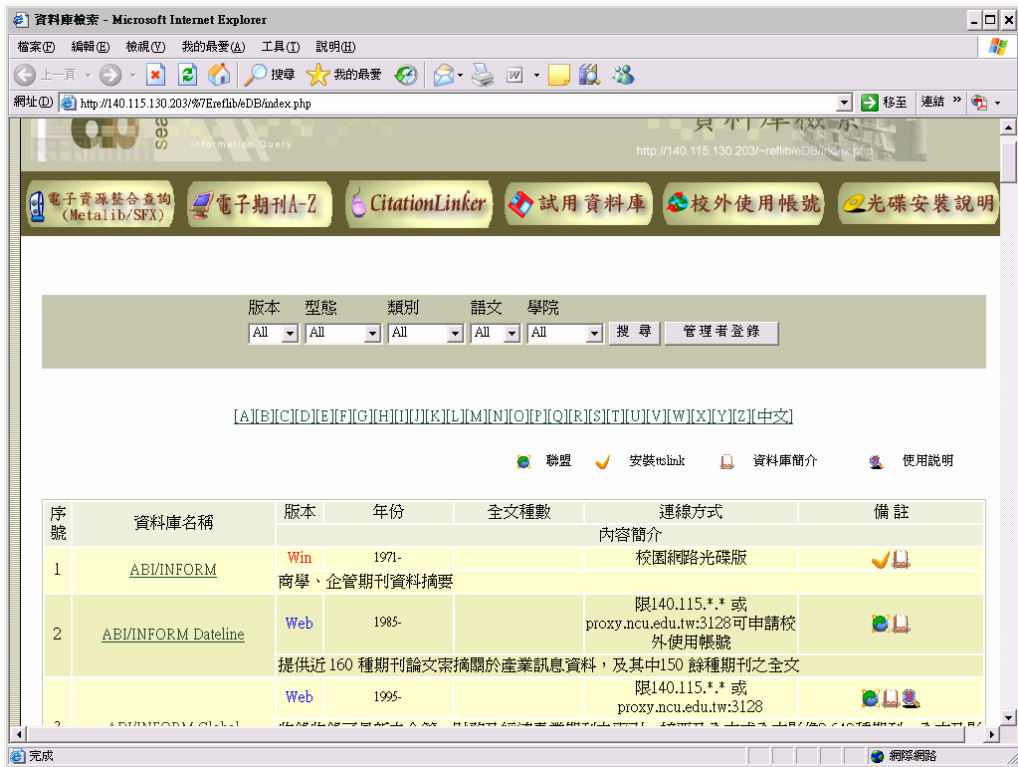 資料庫檢索 - Microsoft Internet Explorer
檔案(F) 編輯(E) 檢視(V) 我的最愛(A) 工具(T) 說明(H)
上一頁 搜尋 我的最愛
網址(D) http://140.115.130.203/%7Ereflib/eDB/index.php 移至 連結 »
資料庫檢索
Information Query
http://140.115.130.203/~reflib/eDB/index.php
電子資源整合查詢 (Metalib/SFX) 電子期刊A-Z CitationLinker 試用資料庫 校外使用帳號 光碟安裝說明
版本 型態 類別 語文 學院
All All All All All 搜 尋 管理者登錄
[A][B][C][D][E][F][G][H][I][J][K][L][M][N][O][P][Q][R][S][T][U][V][W][X][Y][Z][中文]
聯盟 安裝ttslink 資料庫簡介 使用說明
序號 資料庫名稱 版本 年份 全文種數 連線方式 備 註
內容簡介
1 ABI/INFORM Win 1971- 校園網路光碟版
商學、企管期刊資料摘要
2 ABI/INFORM Dateline Web 1985- 限140.115.*.* 或
proxy.ncu.edu.tw:3128可申請校
外使用帳號
提供近 160 種期刊論文索摘關於產業訊息資料，及其中150 餘種期刊之全文
Web 1995- 限140.115.*.* 或
proxy.ncu.edu.tw:3128
3 ABI/INFORM Global
完成 網際網路